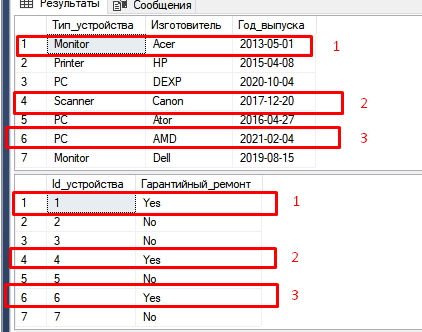 Результаты Сообщения
Тип_устройства Изготовитель Год_выпуска
1 Monitor Acer 2013-05-01 1
2 Printer HP 2015-04-08
3 PC DEXP 2020-10-04
4 Scanner Canon 2017-12-20 2
5 PC Ator 2016-04-27
6 PC AMD 2021-02-04 3
7 Monitor Dell 2019-08-15
Id_устройства Гарантийный_ремонт
1 1 Yes 1
2 2 No
3 3 No
4 4 Yes 2
5 5 No
6 6 Yes 3
7 7 No